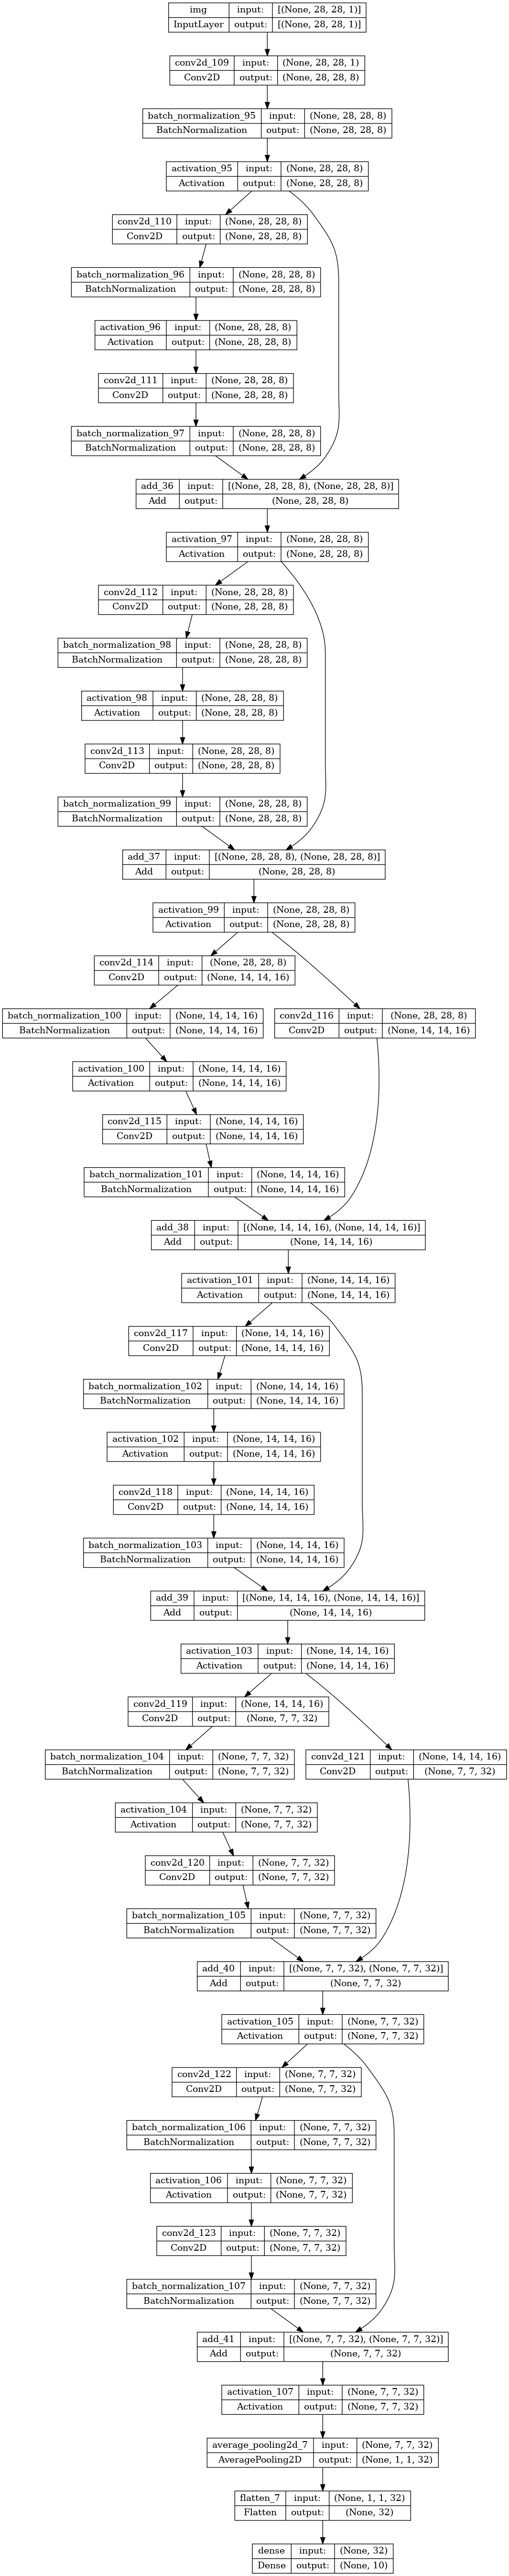 img input: [(None, 28, 28, 1)]
InputLayer output: [(None, 28, 28, 1)]
conv2d_109 input: (None, 28, 28, 1)
Conv2D output: (None, 28, 28, 8)
batch_normalization_95 input: (None, 28, 28, 8)
BatchNormalization output: (None, 28, 28, 8)
activation_95 input: (None, 28, 28, 8)
Activation output: (None, 28, 28, 8)
conv2d_110 input: (None, 28, 28, 8)
Conv2D output: (None, 28, 28, 8)
batch_normalization_96 input: (None, 28, 28, 8)
BatchNormalization output: (None, 28, 28, 8)
activation_96 input: (None, 28, 28, 8)
Activation output: (None, 28, 28, 8)
conv2d_111 input: (None, 28, 28, 8)
Conv2D output: (None, 28, 28, 8)
batch_normalization_97 input: (None, 28, 28, 8)
BatchNormalization output: (None, 28, 28, 8)
add_36 input: [(None, 28, 28, 8), (None, 28, 28, 8)]
Add output: (None, 28, 28, 8)
activation_97 input: (None, 28, 28, 8)
Activation output: (None, 28, 28, 8)
conv2d_112 input: (None, 28, 28, 8)
Conv2D output: (None, 28, 28, 8)
batch_normalization_98 input: (None, 28, 28, 8)
BatchNormalization output: (None, 28, 28, 8)
activation_98 input: (None, 28, 28, 8)
Activation output: (None, 28, 28, 8)
conv2d_113 input: (None, 28, 28, 8)
Conv2D output: (None, 28, 28, 8)
batch_normalization_99 input: (None, 28, 28, 8)
BatchNormalization output: (None, 28, 28, 8)
add_37 input: [(None, 28, 28, 8), (None, 28, 28, 8)]
Add output: (None, 28, 28, 8)
activation_99 input: (None, 28, 28, 8)
Activation output: (None, 28, 28, 8)
conv2d_114 input: (None, 28, 28, 8)
Conv2D output: (None, 14, 14, 16)
batch_normalization_100 input: (None, 14, 14, 16)
BatchNormalization output: (None, 14, 14, 16)
conv2d_116 input: (None, 28, 28, 8)
Conv2D output: (None, 14, 14, 16)
activation_100 input: (None, 14, 14, 16)
Activation output: (None, 14, 14, 16)
conv2d_115 input: (None, 14, 14, 16)
Conv2D output: (None, 14, 14, 16)
batch_normalization_101 input: (None, 14, 14, 16)
BatchNormalization output: (None, 14, 14, 16)
add_38 input: [(None, 14, 14, 16), (None, 14, 14, 16)]
Add output: (None, 14, 14, 16)
activation_101 input: (None, 14, 14, 16)
Activation output: (None, 14, 14, 16)
conv2d_117 input: (None, 14, 14, 16)
Conv2D output: (None, 14, 14, 16)
batch_normalization_102 input: (None, 14, 14, 16)
BatchNormalization output: (None, 14, 14, 16)
activation_102 input: (None, 14, 14, 16)
Activation output: (None, 14, 14, 16)
conv2d_118 input: (None, 14, 14, 16)
Conv2D output: (None, 14, 14, 16)
batch_normalization_103 input: (None, 14, 14, 16)
BatchNormalization output: (None, 14, 14, 16)
add_39 input: [(None, 14, 14, 16), (None, 14, 14, 16)]
Add output: (None, 14, 14, 16)
activation_103 input: (None, 14, 14, 16)
Activation output: (None, 14, 14, 16)
conv2d_119 input: (None, 14, 14, 16)
Conv2D output: (None, 7, 7, 32)
batch_normalization_104 input: (None, 7, 7, 32)
BatchNormalization output: (None, 7, 7, 32)
conv2d_121 input: (None, 14, 14, 16)
Conv2D output: (None, 7, 7, 32)
activation_104 input: (None, 7, 7, 32)
Activation output: (None, 7, 7, 32)
conv2d_120 input: (None, 7, 7, 32)
Conv2D output: (None, 7, 7, 32)
batch_normalization_105 input: (None, 7, 7, 32)
BatchNormalization output: (None, 7, 7, 32)
add_40 input: [(None, 7, 7, 32), (None, 7, 7, 32)]
Add output: (None, 7, 7, 32)
activation_105 input: (None, 7, 7, 32)
Activation output: (None, 7, 7, 32)
conv2d_122 input: (None, 7, 7, 32)
Conv2D output: (None, 7, 7, 32)
batch_normalization_106 input: (None, 7, 7, 32)
BatchNormalization output: (None, 7, 7, 32)
activation_106 input: (None, 7, 7, 32)
Activation output: (None, 7, 7, 32)
conv2d_123 input: (None, 7, 7, 32)
Conv2D output: (None, 7, 7, 32)
batch_normalization_107 input: (None, 7, 7, 32)
BatchNormalization output: (None, 7, 7, 32)
add_41 input: [(None, 7, 7, 32), (None, 7, 7, 32)]
Add output: (None, 7, 7, 32)
activation_107 input: (None, 7, 7, 32)
Activation output: (None, 7, 7, 32)
average_pooling2d_7 input: (None, 7, 7, 32)
AveragePooling2D output: (None, 1, 1, 32)
flatten_7 input: (None, 1, 1, 32)
Flatten output: (None, 32)
dense input: (None, 32)
Dense output: (None, 10)